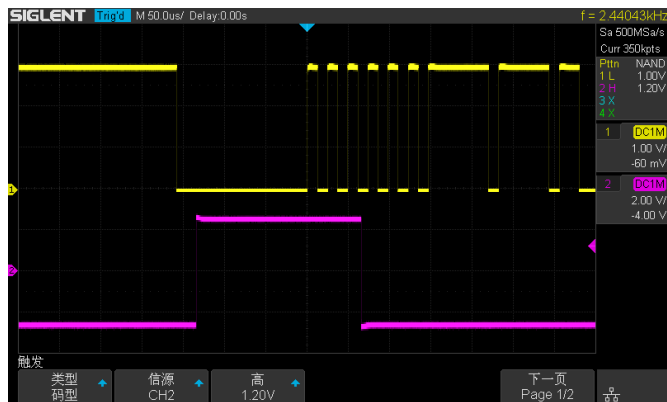 SIGLENT Trig'd M 50.0us/ Delay:0.00s f = 2.44043kHz
Sa 500MSa/s
Curr 350kpts
Pttn NAND
1 L 1.00V
2 H 1.20V
3 X
4 X
1 DC1M
1.00 V/
-60 mV
2 DC1M
2.00 V/
-4.00 V
1
2
触发
类型 信源 高 下一页
码型 CH2 1.20V Page 1/2